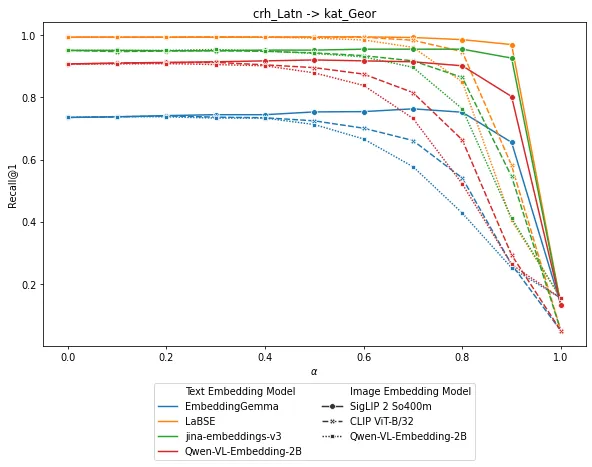 crh_Latn -> kat_Geor
Recall@1
1.0
0.8
0.6
0.4
0.2
0.0 0.2 0.4 0.6 0.8 1.0
α
Text Embedding Model
EmbeddingGemma
LaBSE
jina-embeddings-v3
Qwen-VL-Embedding-2B
Image Embedding Model
SigLIP 2 So400m
CLIP ViT-B/32
Qwen-VL-Embedding-2B